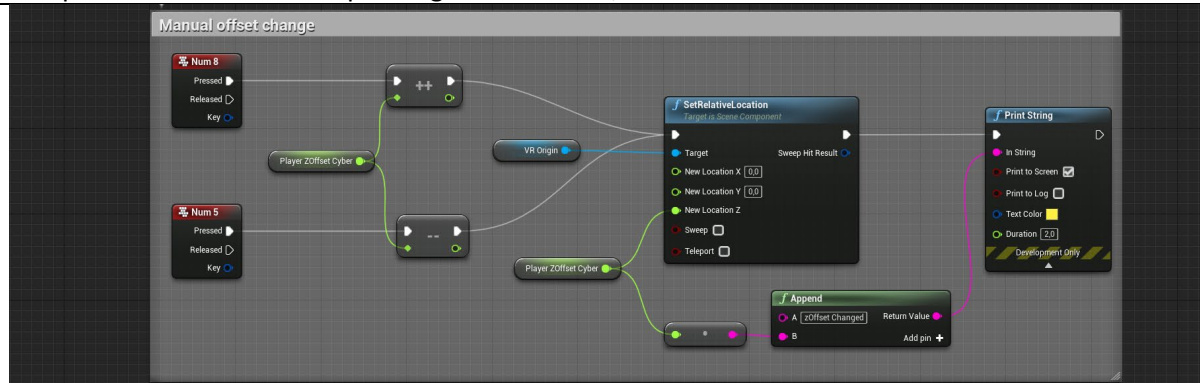 Manual offset change
Num 8
Pressed
Released
Key
++
Player ZOffset Cyber
Num 5
Pressed
Released
Key
--
VR Origin
Player ZOffset Cyber
f SetRelativeLocation
Target is Scene Component
Target
Sweep Hit Result
New Location X 0,0
New Location Y 0,0
New Location Z
Sweep
Teleport
f Append
A zOffset Changed
Return Value
B
Add pin +
f Print String
In String
Print to Screen
Print to Log
Text Color
Duration 2,0
Development Only